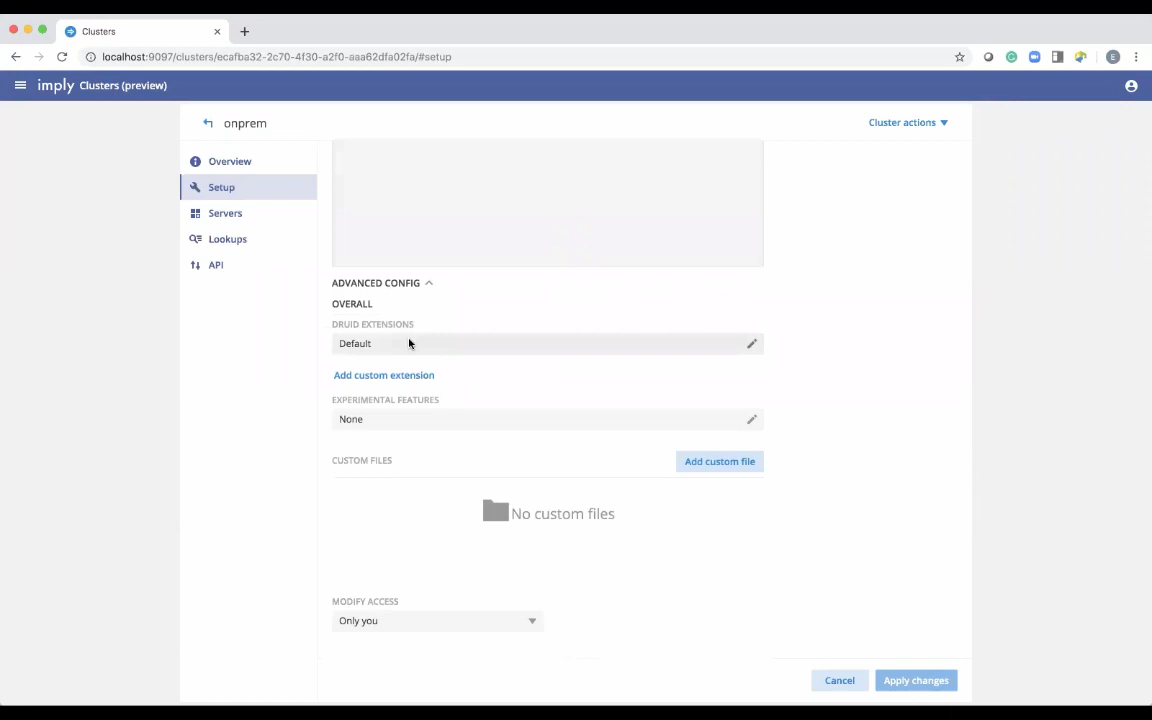 Clusters
localhost:9097/clusters/ecafba32-2c70-4f30-a2f0-aaa62dfa02fa/#setup
E
imply Clusters (preview)
onprem
Cluster actions
Overview
Setup
Servers
Lookups
API
ADVANCED CONFIG
OVERALL
DRUID EXTENSIONS
Default
Add custom extension
EXPERIMENTAL FEATURES
None
CUSTOM FILES
Add custom file
No custom files
MODIFY ACCESS
Only you
Cancel
Apply changes